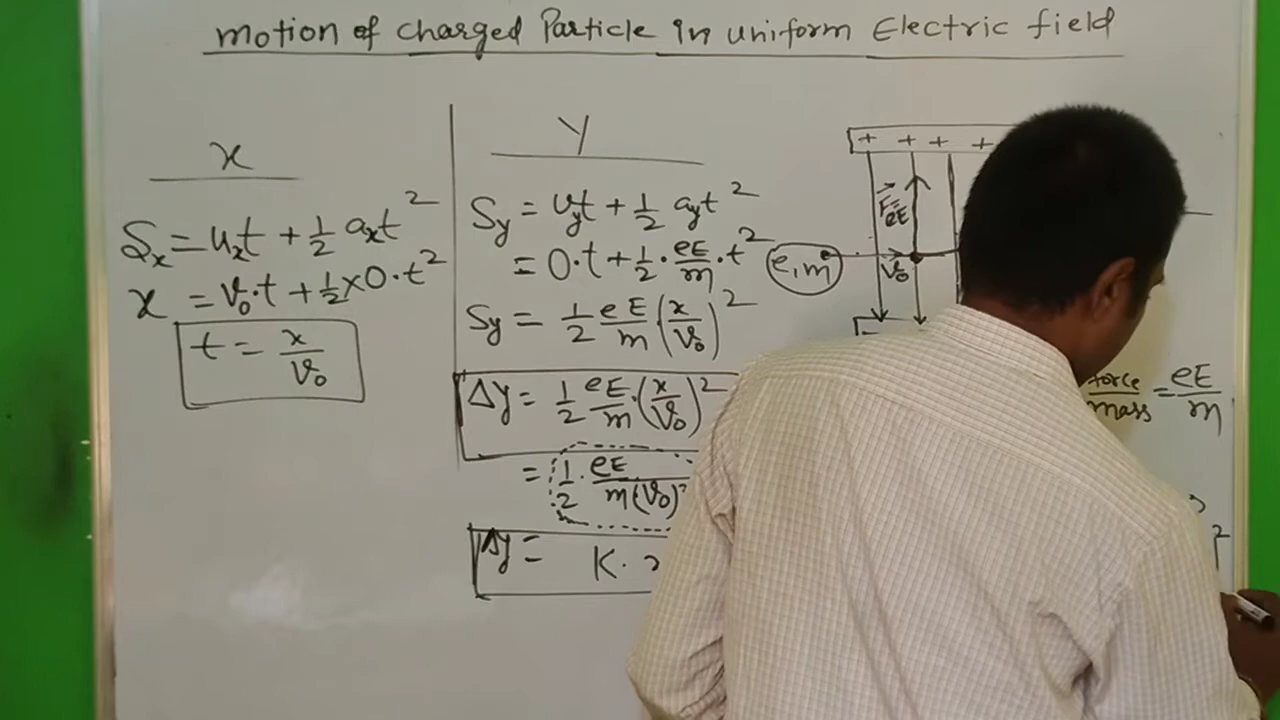 motion of charged Particle in uniform Electric field
x
Sₓ = uₓt + 1/2 aₓt²
x = v₀·t + 1/2×0·t²
t = x/v₀
Y
Sy = uyt + 1/2 ayt²
= 0·t + 1/2·eE/m·t²
Sy = 1/2 eE/m (x/v₀)²
Δy = 1/2 eE/m·(x/v₀)²
= 1/2·eE/m(v₀)²
Δy = K·
+ + + +
F = eE
e,m
v₀
force/mass = eE/m
2